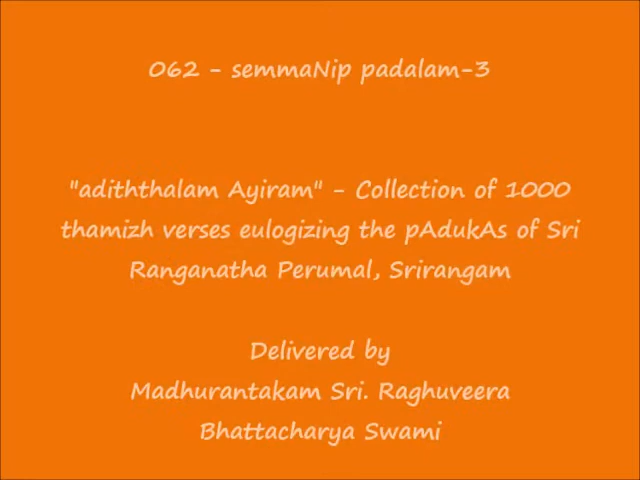 062 - semmaNip padalam-3
"adiththalam Ayiram" - Collection of 1000
thamizh verses eulogizing the pAdukAs of Sri
Ranganatha Perumal, Srirangam
Delivered by
Madhurantakam Sri. Raghuveera
Bhattacharya Swami